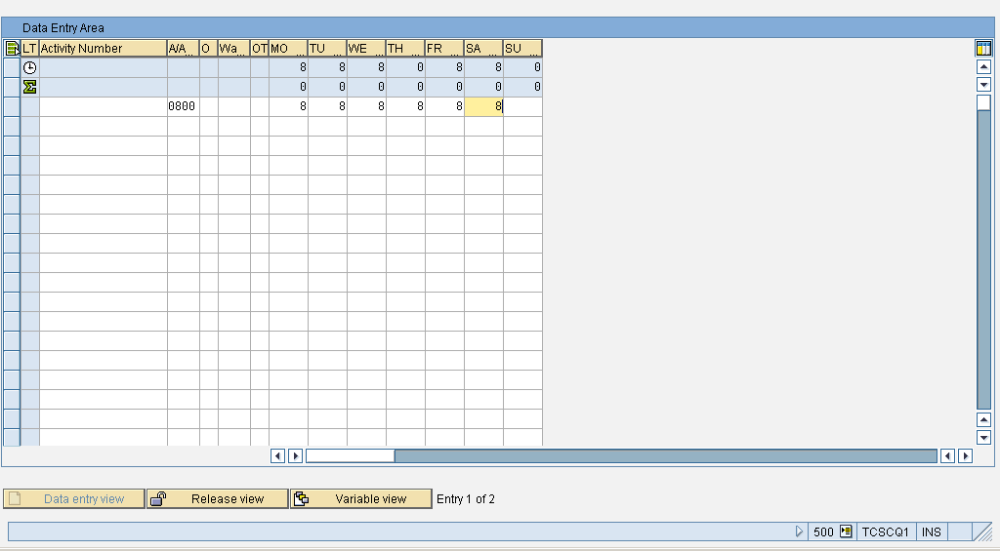 Data Entry Area
LT Activity Number A/A... O Wa... OT MO ... TU ... WE ... TH ... FR ... SA ... SU ...
8 8 8 0 8 8 0
Σ 0 0 0 0 0 0 0
0800 8 8 8 8 8 8
Data entry view Release view Variable view Entry 1 of 2
500 TCSCQ1 INS